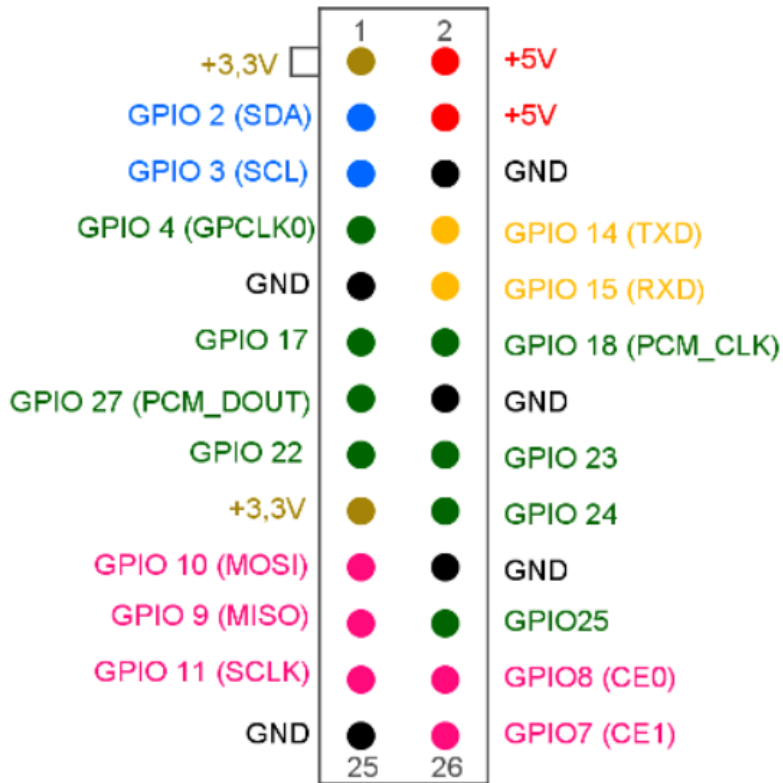 1 2
+3,3V +5V
GPIO 2 (SDA) +5V
GPIO 3 (SCL) GND
GPIO 4 (GPCLK0) GPIO 14 (TXD)
GND GPIO 15 (RXD)
GPIO 17 GPIO 18 (PCM_CLK)
GPIO 27 (PCM_DOUT) GND
GPIO 22 GPIO 23
+3,3V GPIO 24
GPIO 10 (MOSI) GND
GPIO 9 (MISO) GPIO25
GPIO 11 (SCLK) GPIO8 (CE0)
GND GPIO7 (CE1)
25 26